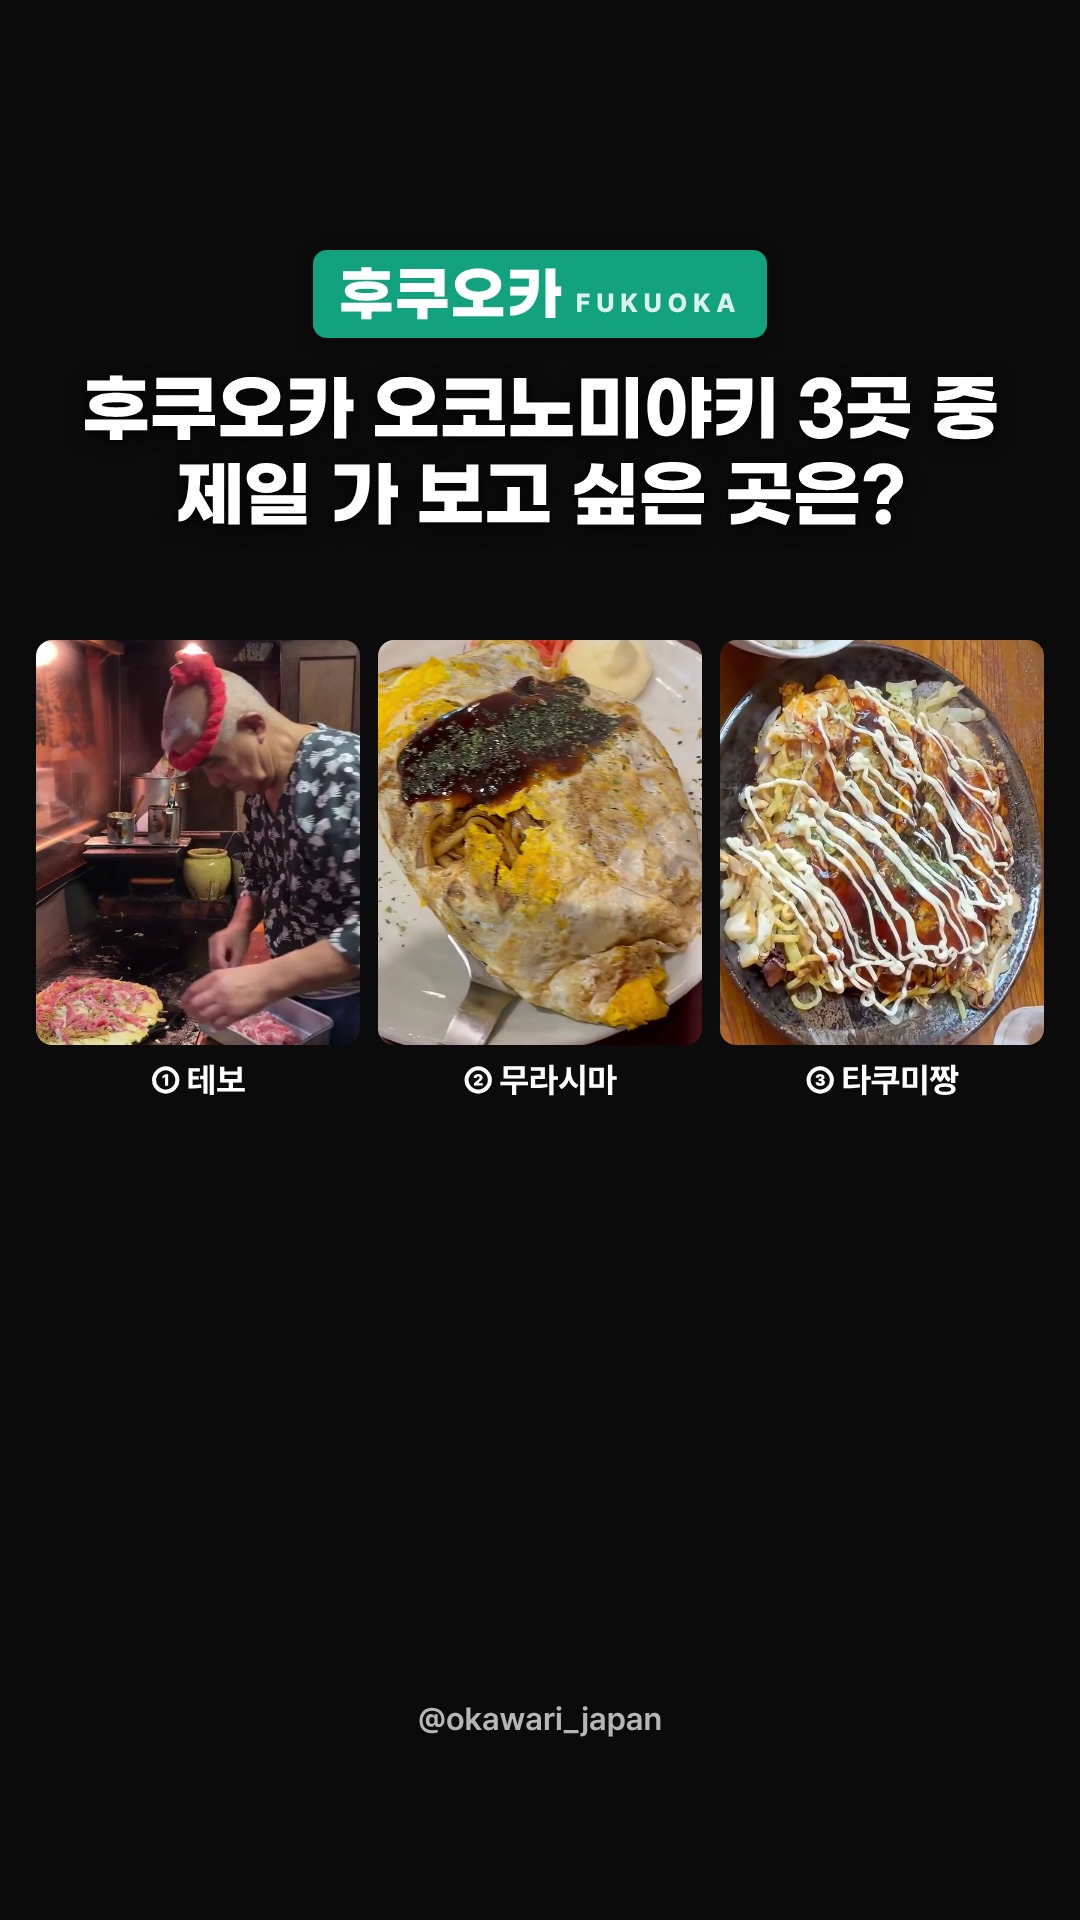 후쿠오카 FUKUOKA
후쿠오카 오코노미야키 3곳 중
제일 가 보고 싶은 곳은?
① 테보
② 무라시마
③ 타쿠미짱
@okawari_japan